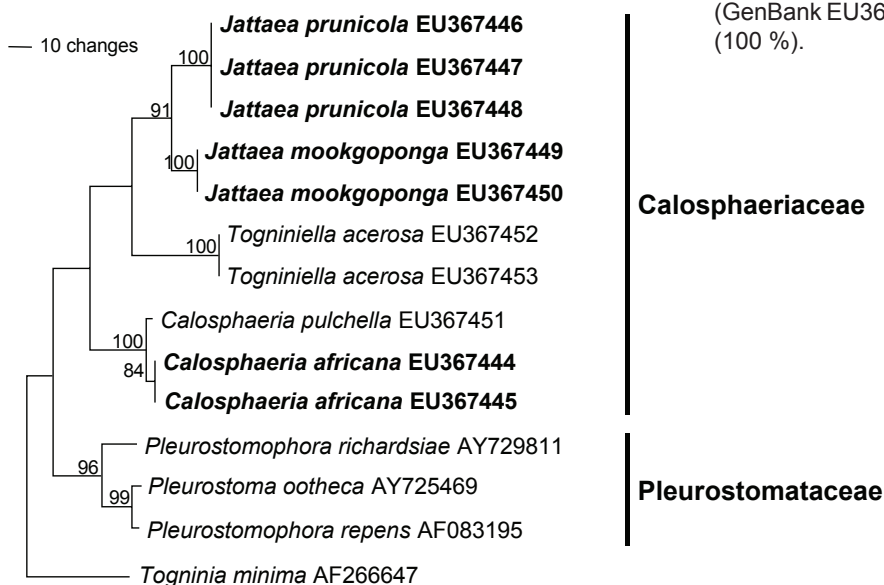 Jattaea prunicola EU367446
(GenBank EU36
10 changes
(100 %).
100
Jattaea prunicola EU367447
Jattaea prunicola EU367448
91
Jattaea mookgoponga EU367449
100
Jattaea mookgoponga EU367450
Calosphaeriaceae
Togniniella acerosa EU367452
100
Togniniella acerosa EU367453
Calosphaeria pulchella EU367451
100
Calosphaeria africana EU367444
84
Calosphaeria africana EU367445
Pleurostomophora richardsiae AY729811
96
Pleurostoma ootheca AY725469
Pleurostomataceae
99
Pleurostomophora repens AF083195
Togninia minima AF266647